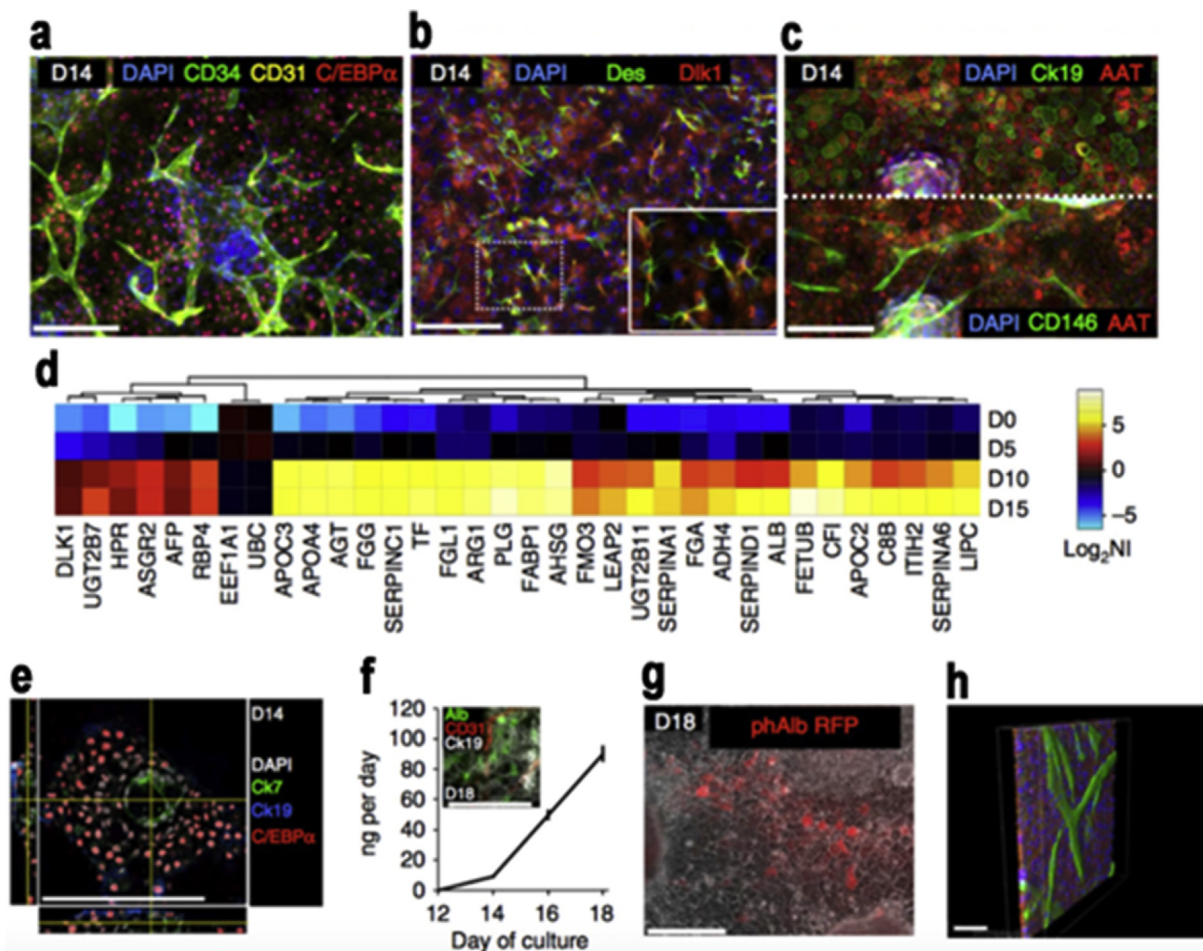 a
D14 DAPI CD34 CD31 C/EBPα
b
D14 DAPI Des Dlk1
c
D14 DAPI Ck19 AAT
DAPI CD146 AAT
d
D0
D5
D10
D15
5
0
−5
Log₂NI
DLK1
UGT2B7
HPR
ASGR2
AFP
RBP4
EEF1A1
UBC
APOC3
APOA4
AGT
FGG
SERPINC1
TF
FGL1
ARG1
PLG
FABP1
AHSG
FMO3
LEAP2
UGT2B11
SERPINA1
FGA
ADH4
SERPIND1
ALB
FETUB
CFI
APOC2
C8B
ITIH2
SERPINA6
LIPC
e
D14
DAPI
Ck7
Ck19
C/EBPα
f
120
100
80
60
40
20
0
ng per day
Alb
CD31
Ck19
D18
12 14 16 18
Day of culture
g
D18 phAlb RFP
h